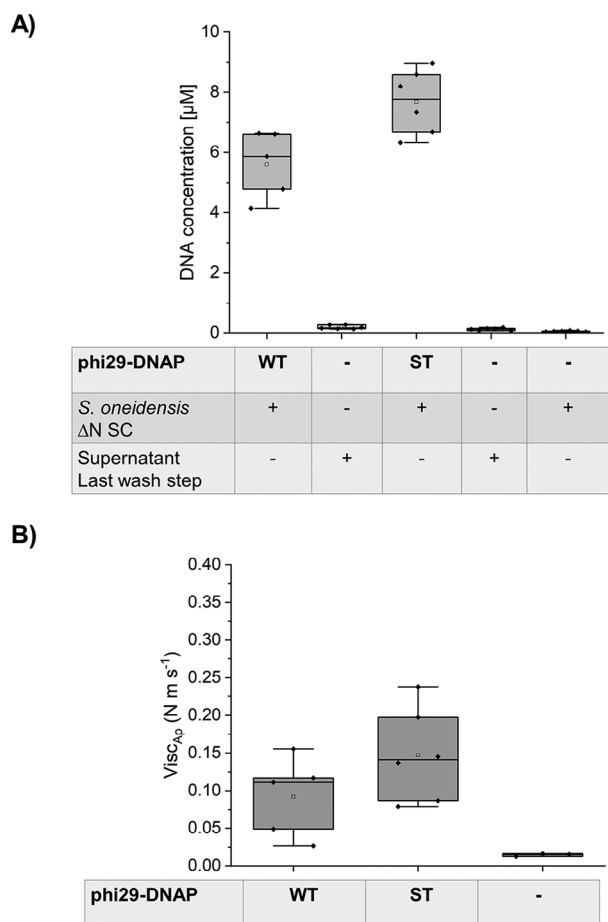 A)
10
8
6
4
2
0
DNA concentration [µM]
phi29-DNAP WT - ST - -
S. oneidensis ΔN SC + - + - +
Supernatant Last wash step - + - + -
B)
0.40
0.35
0.30
0.25
0.20
0.15
0.10
0.05
0.00
Visc_Ap (N m s⁻¹)
phi29-DNAP WT ST -